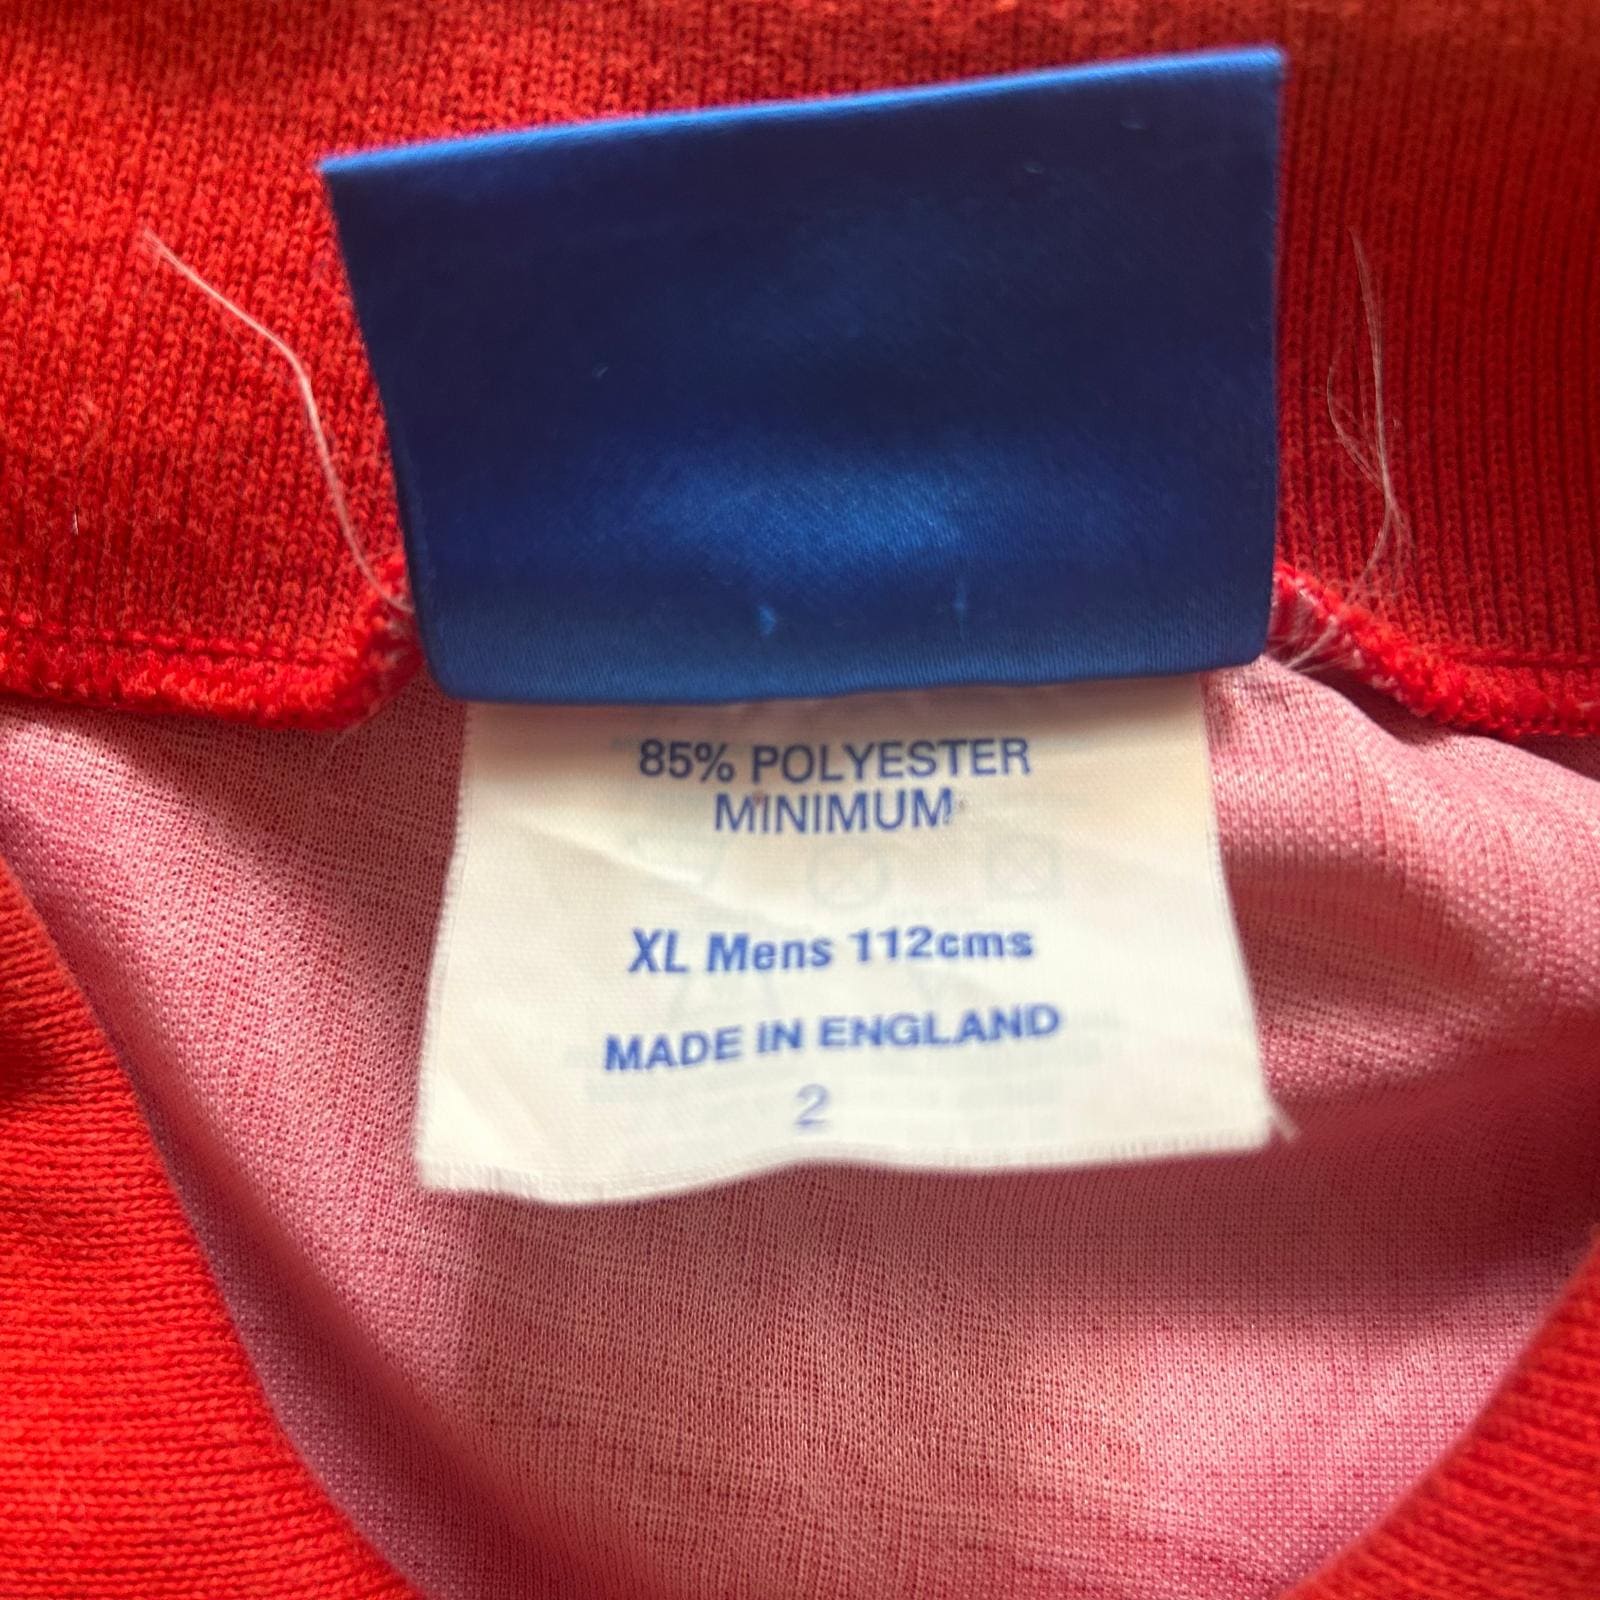 85% POLYESTER
MINIMUM
XL Mens 112cms
MADE IN ENGLAND
2